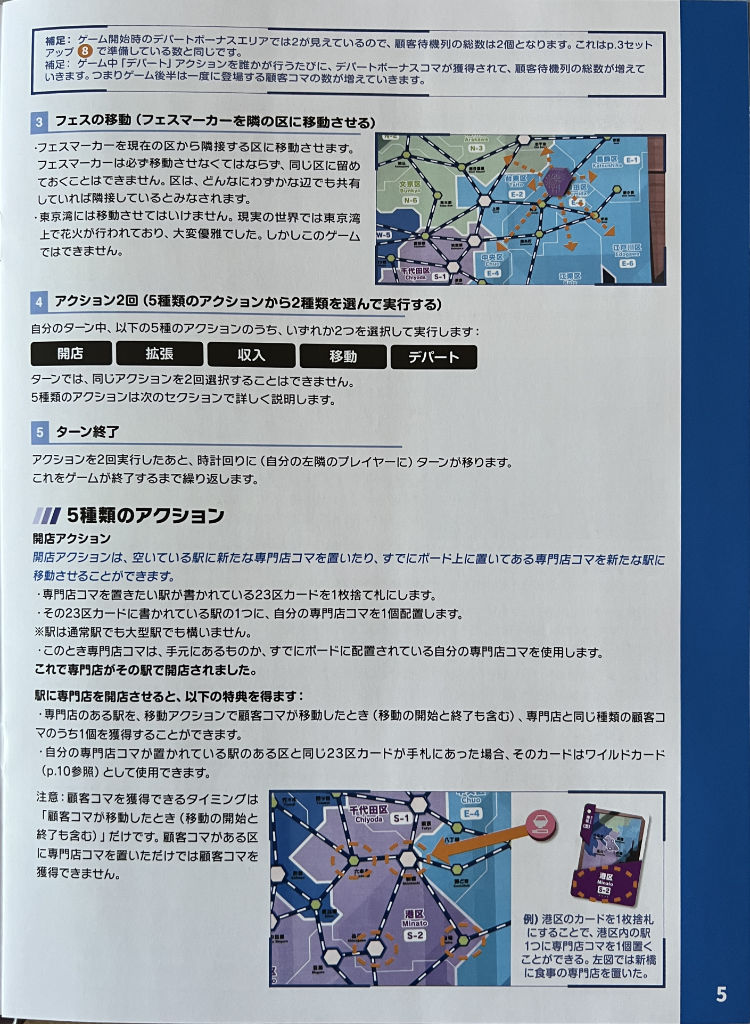 補足： ゲーム開始時のデパートボーナスエリアでは2が見えているので、顧客待機列の総数は2個となります。これはp.3セット
アップ 8 で準備している数と同じです。
補足： ゲーム中「デパート」アクションを誰かが行うたびに、デパートボーナスコマが獲得されて、顧客待機列の総数が増えて
いきます。つまりゲーム後半は一度に登場する顧客コマの数が増えていきます。
3 フェスの移動（フェスマーカーを隣の区に移動させる）
・フェスマーカーを現在の区から隣接する区に移動させます。
フェスマーカーは必ず移動させなくてはならず、同じ区に留め
ておくことはできません。区は、どんなにわずかな辺でも共有
していれば隣接しているとみなされます。
・東京湾には移動させてはいけません。現実の世界では東京湾
上で花火が行われており、大変優雅でした。しかしこのゲーム
ではできません。
N-2
Arakawa
N-3
文京区
Bunkyo
N-6
台東区
Taito
E-2
葛飾区
Katsushika
E-1
田区
W-5
千代田区
Chiyoda
S-1
中央区
Chuo
E-4
江東区
Koto
江戸川区
Edogawa
E-6
4 アクション2回（5種類のアクションから2種類を選んで実行する）
自分のターン中、以下の5種のアクションのうち、いずれか2つを選択して実行します：
開店 拡張 収入 移動 デパート
ターンでは、同じアクションを2回選択することはできません。
5種類のアクションは次のセクションで詳しく説明します。
5 ターン終了
アクションを2回実行したあと、時計回りに（自分の左隣のプレイヤーに）ターンが移ります。
これをゲームが終了するまで繰り返します。
5種類のアクション
開店アクション
開店アクションは、空いている駅に新たな専門店コマを置いたり、すでにボード上に置いてある専門店コマを新たな駅に
移動させることができます。
・専門店コマを置きたい駅が書かれている23区カードを1枚捨て札にします。
・その23区カードに書かれている駅の1つに、自分の専門店コマを1個配置します。
※駅は通常駅でも大型駅でも構いません。
・このとき専門店コマは、手元にあるものか、すでにボードに配置されている自分の専門店コマを使用します。
これで専門店がその駅で開店されました。
駅に専門店を開店させると、以下の特典を得ます：
・専門店のある駅を、移動アクションで顧客コマが移動したとき（移動の開始と終了も含む）、専門店と同じ種類の顧客コ
マのうち1個を獲得することができます。
・自分の専門店コマが置かれている駅のある区と同じ23区カードが手札にあった場合、そのカードはワイルドカード
（p.10参照）として使用できます。
注意：顧客コマを獲得できるタイミングは
「顧客コマが移動したとき（移動の開始と
終了も含む）」だけです。顧客コマがある区
に専門店コマを置いただけでは顧客コマを
獲得できません。
千代田区
Chiyoda
S-1
中央区
Chuo
E-4
東京
Tokyo
八丁堀
六本木
新橋
港区
Minato
S-2
品川
目黒
港区
Minato
S-2
例）港区のカードを1枚捨札
にすることで、港区内の駅
1つに専門店コマを1個置く
ことができる。左図では新橋
に食事の専門店を置いた。
5